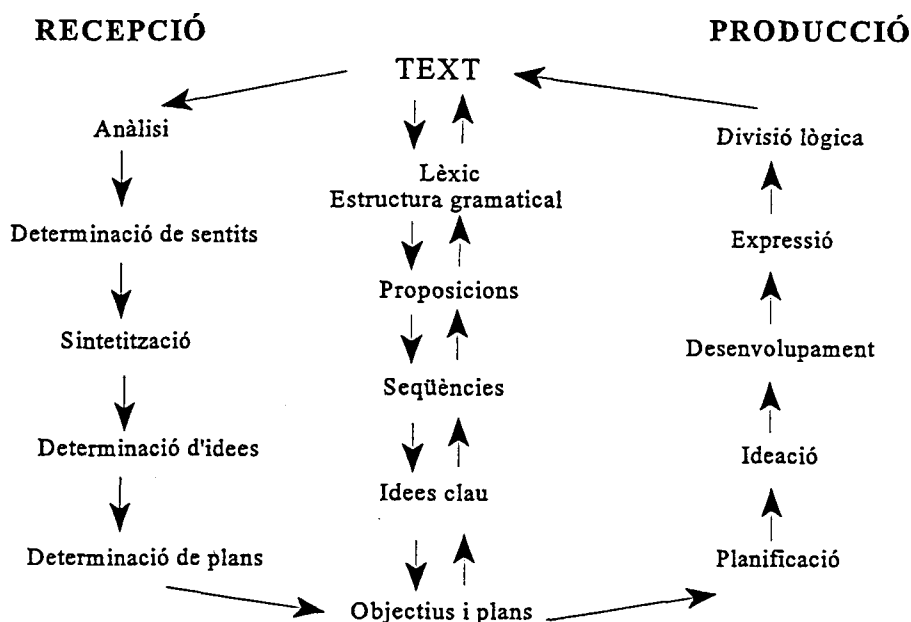 RECEPCIÓ
PRODUCCIÓ
TEXT
Anàlisi
Divisió lògica
Lèxic
Estructura gramatical
Determinació de sentits
Expressió
Proposicions
Sintetització
Desenvolupament
Seqüències
Determinació d'idees
Ideació
Idees clau
Determinació de plans
Planificació
Objectius i plans